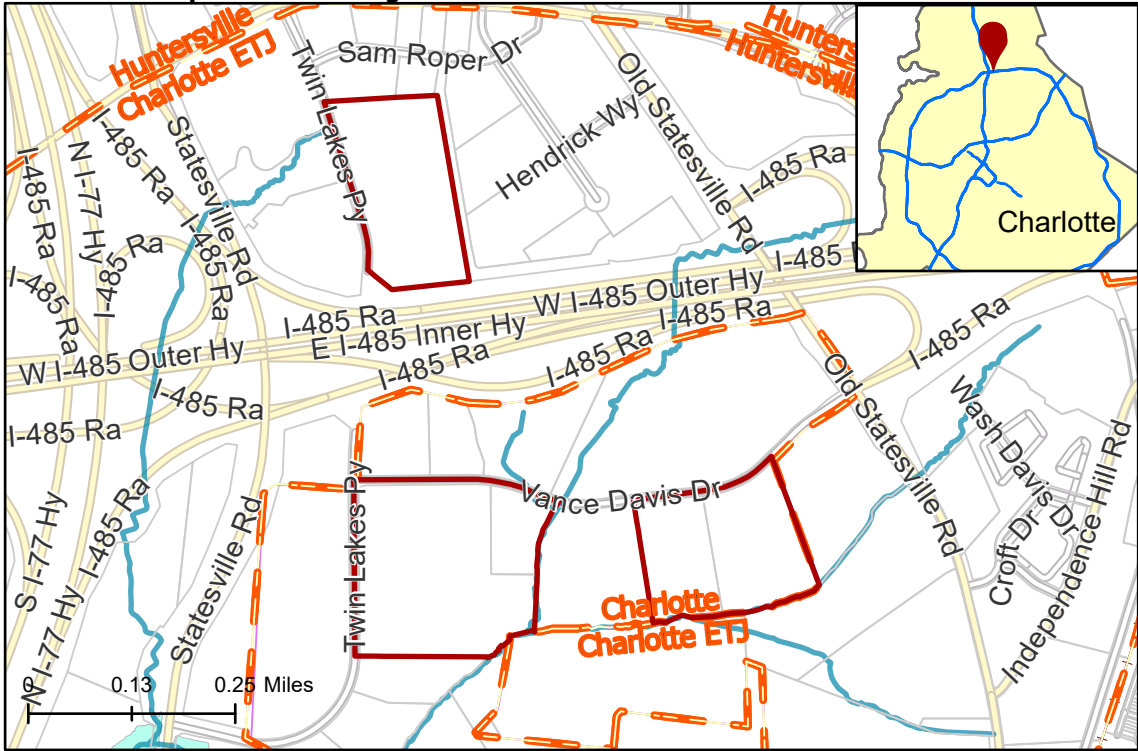 Huntersville
Charlotte ETJ
Sam Roper Dr
Twin Lakes Py
Old Statesville Rd
Hunters
Huntersvill
Charlotte
I-485 Ra
N I-77 Hy
I-485 Ra
Statesville Rd
Hendrick Wy
I-485 Ra
I-485 Ra
I-485 Ra
I-485 Ra
I-485
W I-485 Outer Hy
I-485 Ra
I-485 Ra
E I-485 Inner Hy
W I-485 Outer Hy
I-485 Ra
I-485 Ra
I-485 Ra
I-485 Ra
I-485 Ra
Old Statesville Rd
Wash Davis Dr
Vance Davis Dr
Twin Lakes Py
Statesville Rd
I-485 Ra
S I-77 Hy
N I-77 Hy
Croft Dr
Independence Hill Rd
Charlotte
Charlotte ETJ
0 0.13 0.25 Miles